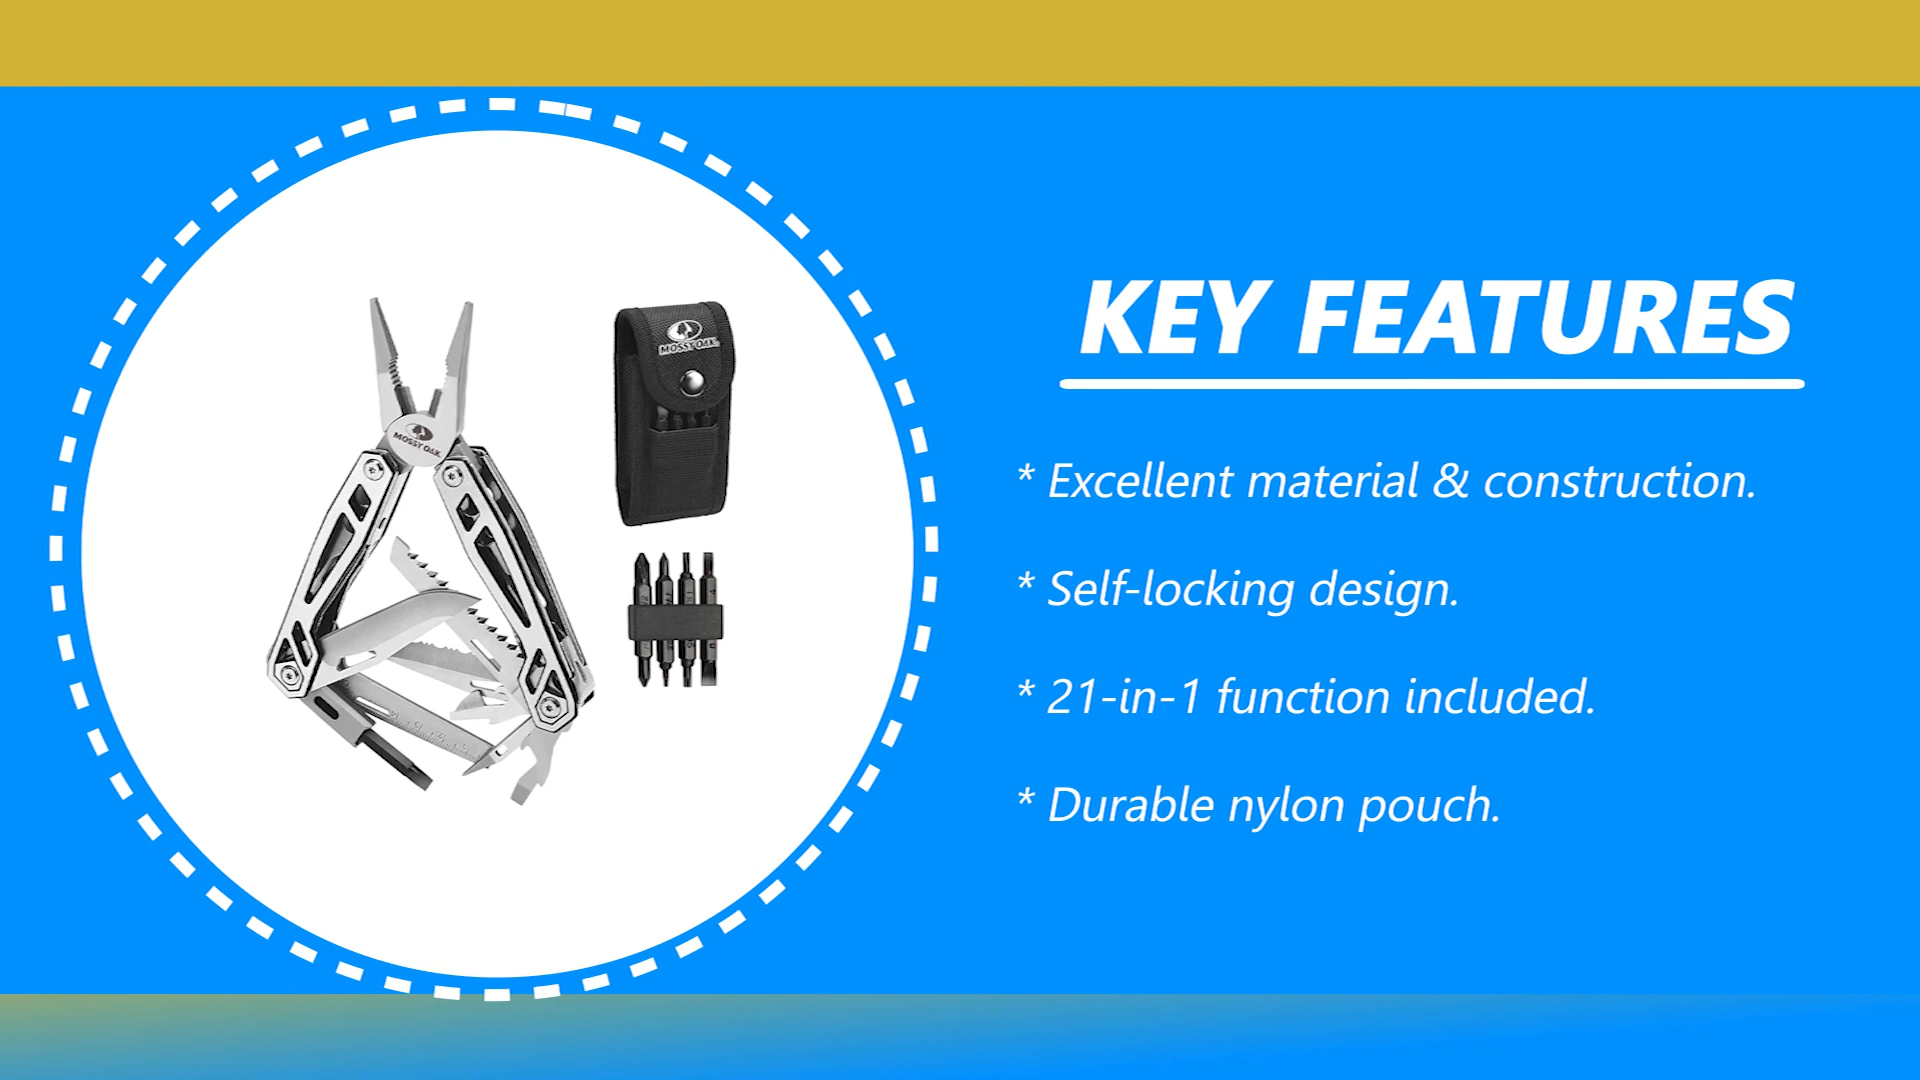 MOSSY OAK.
MOSSY OAK.
KEY FEATURES
* Excellent material & construction.
* Self-locking design.
* 21-in-1 function included.
* Durable nylon pouch.